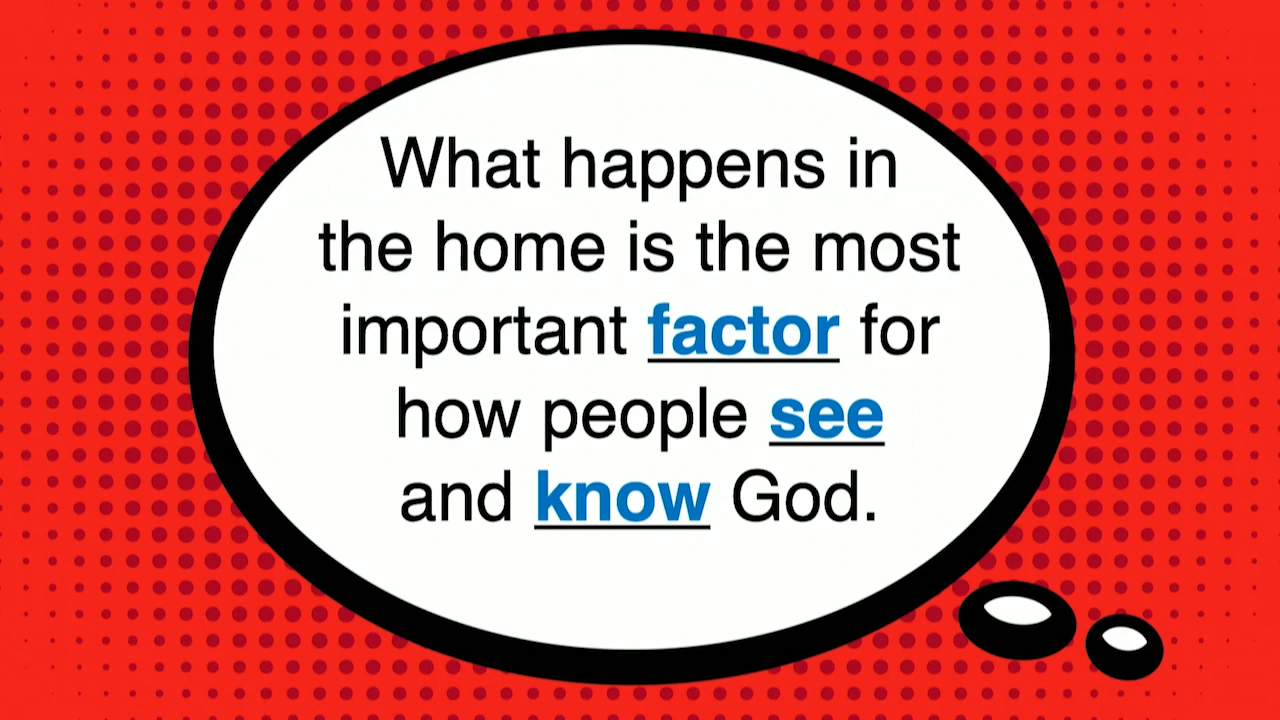 What happens in
the home is the most
important factor for
how people see
and know God.